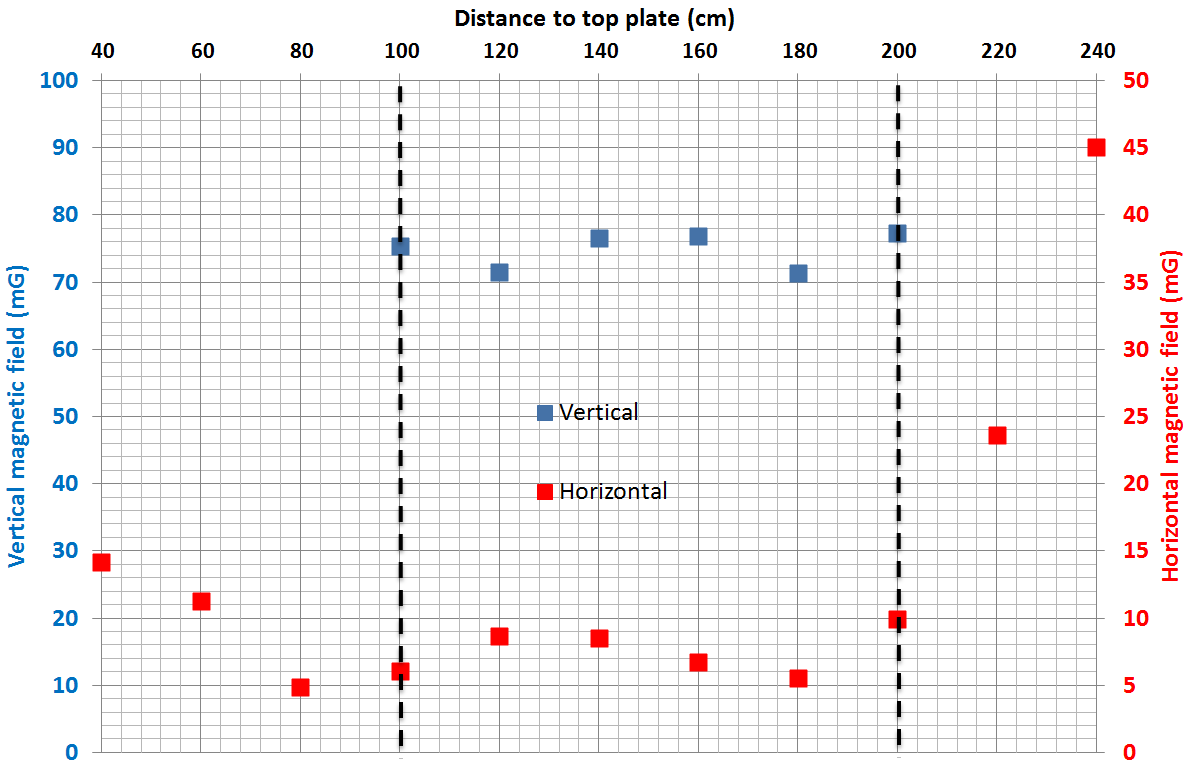 Distance to top plate (cm)
40 60 80 100 120 140 160 180 200 220 240
100 50
90 45
80 40
70 35
60 30
50 25
40 20
30 15
20 10
10 5
0 0
Vertical magnetic field (mG)
Horizontal magnetic field (mG)
Vertical
Horizontal